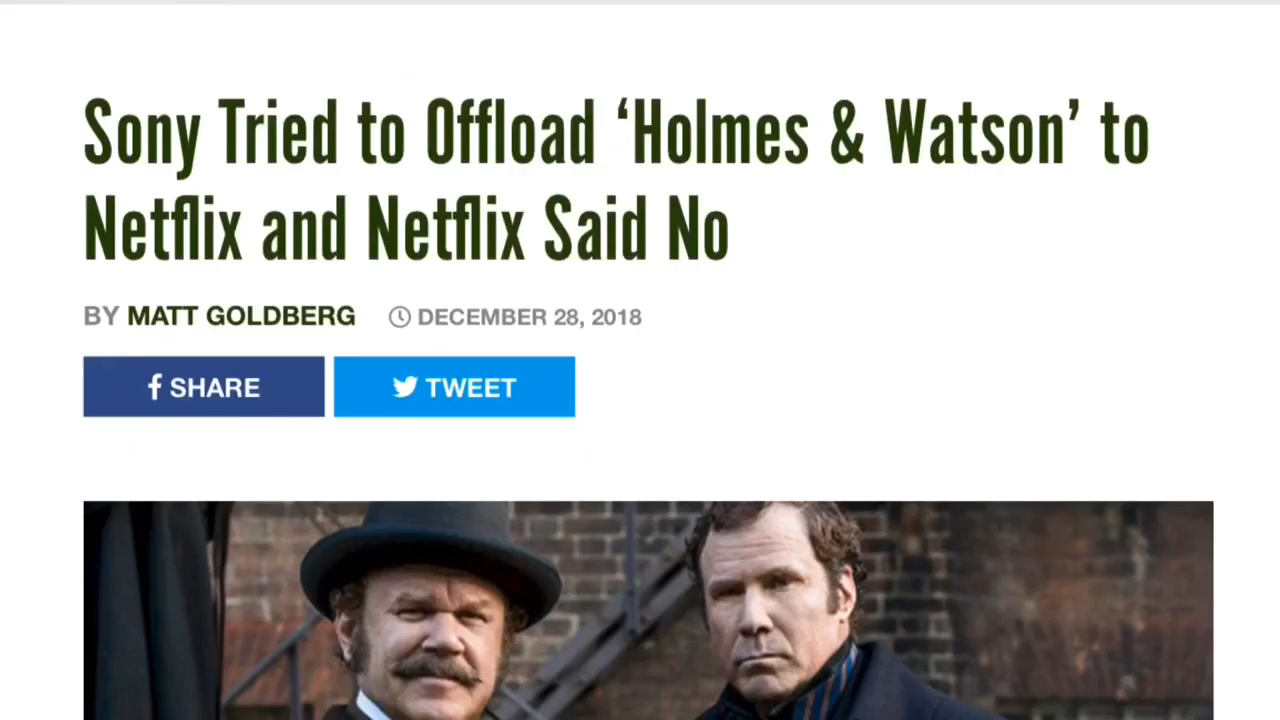 Sony Tried to Offload ‘Holmes & Watson’ to
Netflix and Netflix Said No
BY MATT GOLDBERG DECEMBER 28, 2018
SHARE TWEET